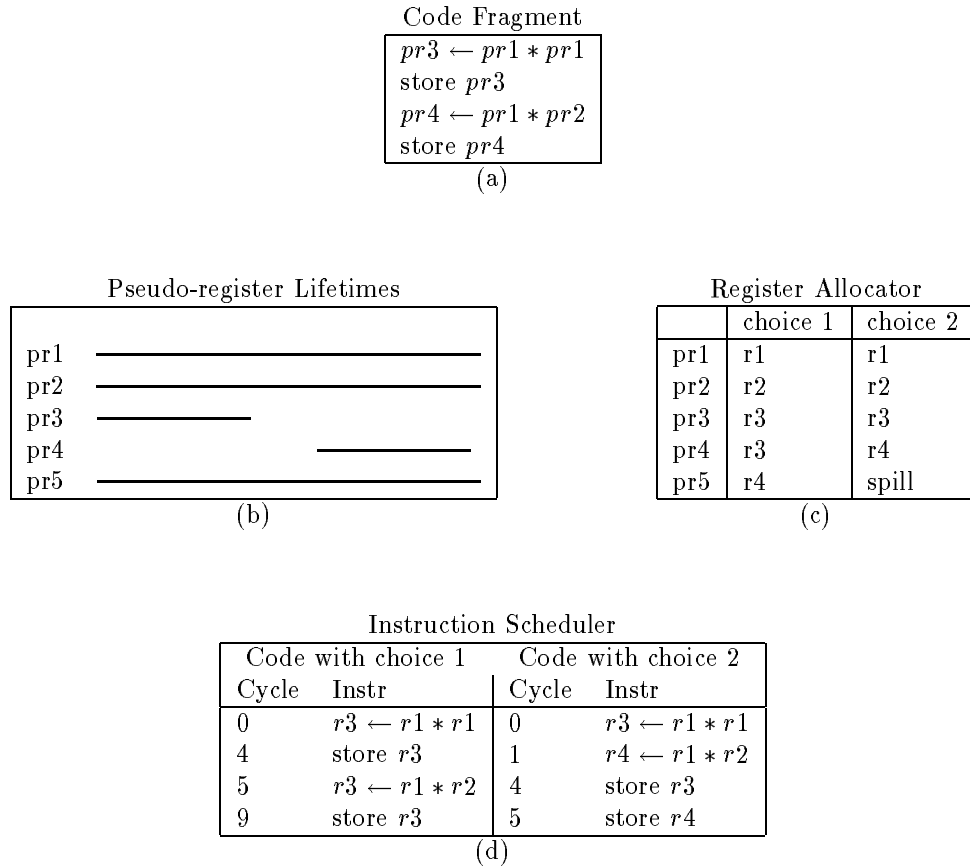 Code Fragment
pr3 ← pr1 * pr1
store pr3
pr4 ← pr1 * pr2
store pr4
(a)
Pseudo-register Lifetimes
pr1
pr2
pr3
pr4
pr5
(b)
Register Allocator
choice 1 choice 2
pr1 r1 r1
pr2 r2 r2
pr3 r3 r3
pr4 r3 r4
pr5 r4 spill
(c)
Instruction Scheduler
Code with choice 1 Code with choice 2
Cycle Instr Cycle Instr
0 r3 ← r1 * r1 0 r3 ← r1 * r1
4 store r3 1 r4 ← r1 * r2
5 r3 ← r1 * r2 4 store r3
9 store r3 5 store r4
(d)